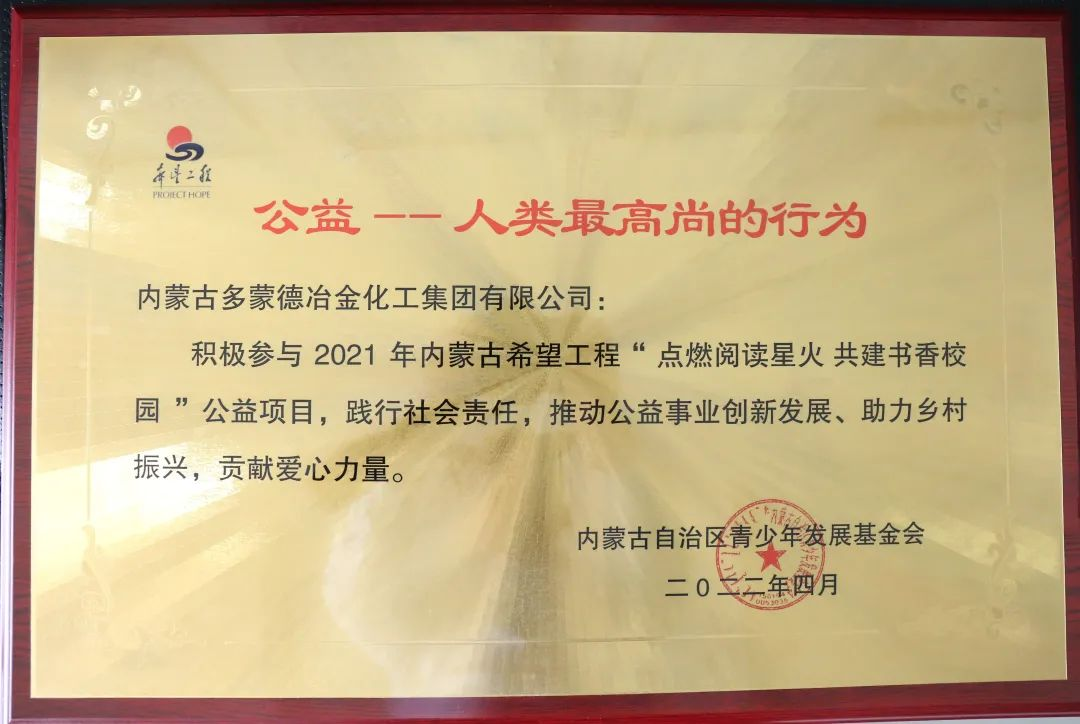 希望工程
PROJECT HOPE
公益 -- 人类最高尚的行为
内蒙古多蒙德冶金化工集团有限公司：
积极参与 2021 年内蒙古希望工程“ 点燃阅读星火 共建书香校
园 ”公益项目，践行社会责任，推动公益事业创新发展、助力乡村
振兴，贡献爱心力量。
内蒙古自治区青少年发展基金会
二0二二年四月